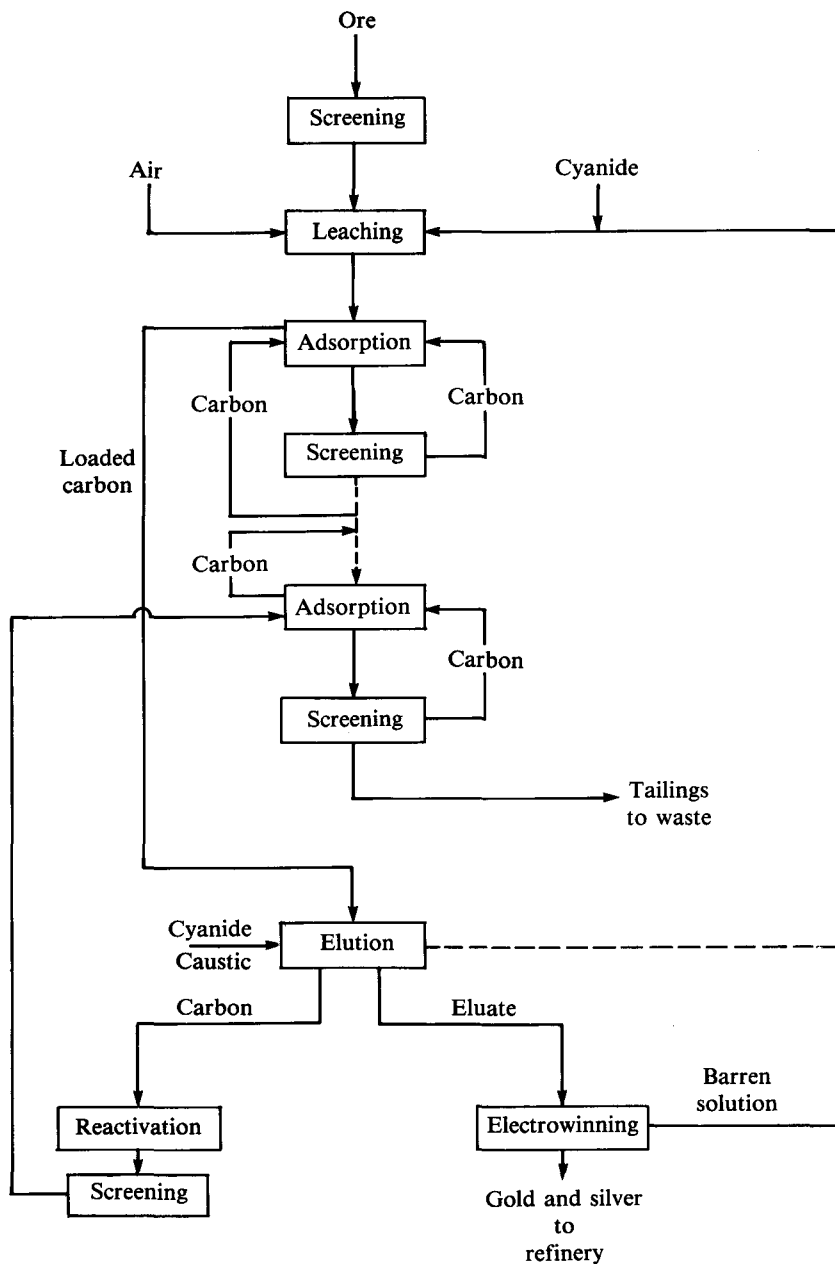 Ore
Screening
Air
Cyanide
Leaching
Adsorption
Carbon
Carbon
Screening
Loaded
carbon
Carbon
Adsorption
Carbon
Screening
Tailings
to waste
Cyanide
Caustic
Elution
Carbon
Eluate
Barren
solution
Reactivation
Electrowinning
Screening
Gold and silver
to
refinery